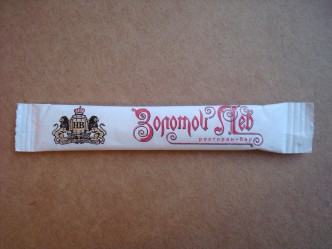 Золотой Лев
ресторан-бар